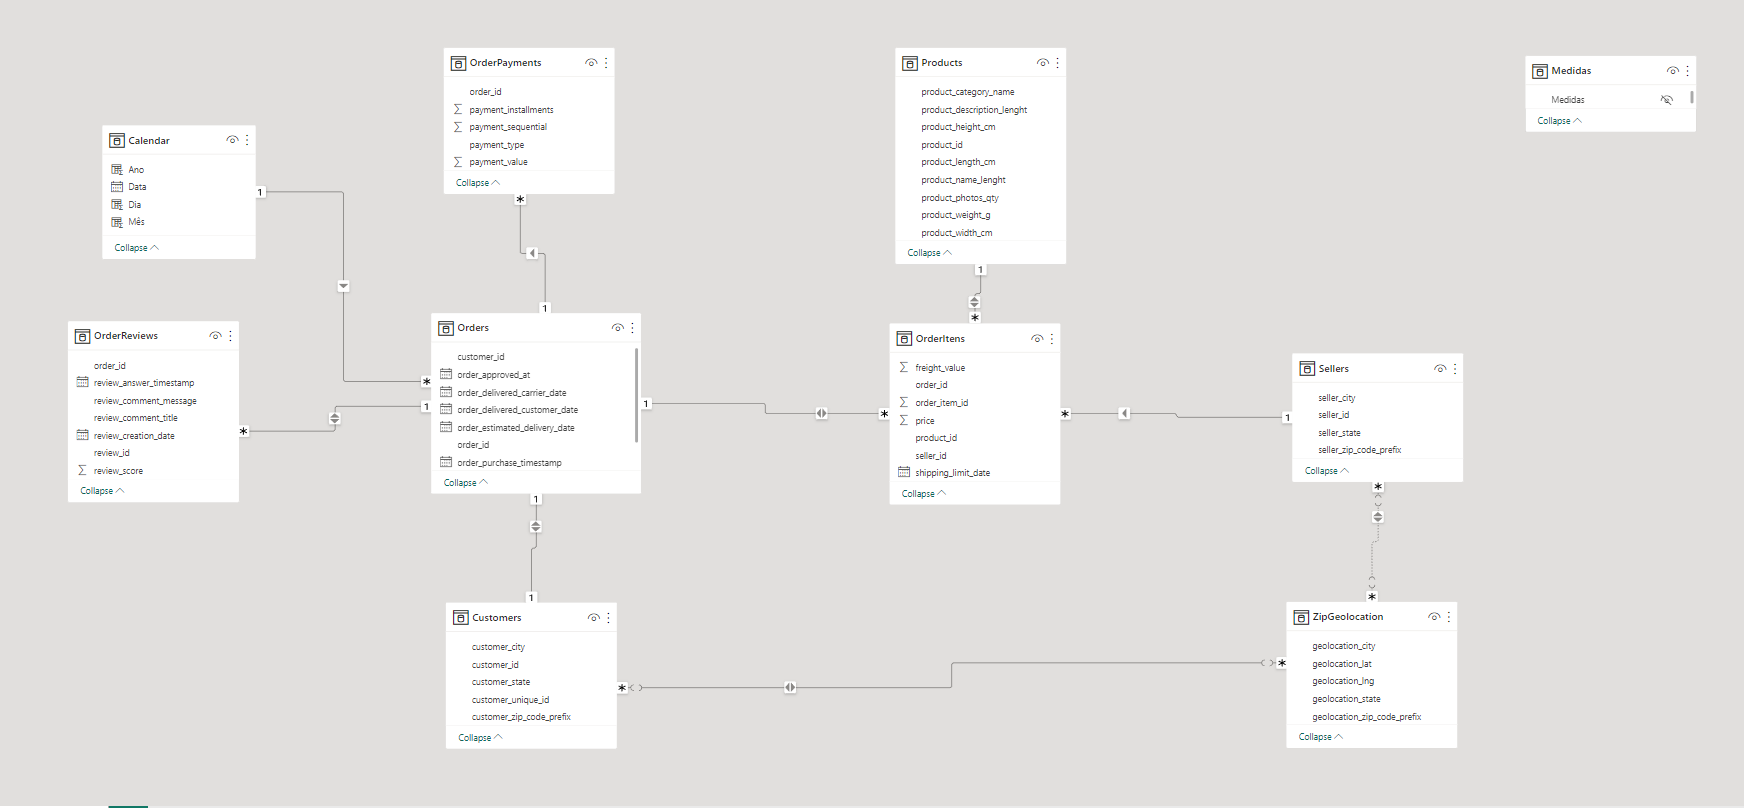 OrderPayments
order_id
payment_installments
payment_sequential
payment_type
payment_value
Collapse
Products
product_category_name
product_description_lenght
product_height_cm
product_id
product_length_cm
product_name_lenght
product_photos_qty
product_weight_g
product_width_cm
Collapse
Medidas
Medidas
Collapse
Calendar
Ano
Data
Dia
Mês
Collapse
1
*
1
1
*
OrderReviews
order_id
review_answer_timestamp
review_comment_message
review_comment_title
review_creation_date
review_id
review_score
Collapse
*
*
1
Orders
customer_id
order_approved_at
order_delivered_carrier_date
order_delivered_customer_date
order_estimated_delivery_date
order_id
order_purchase_timestamp
Collapse
1
*
OrderItens
freight_value
order_id
order_item_id
price
product_id
seller_id
shipping_limit_date
Collapse
*
1
Sellers
seller_city
seller_id
seller_state
seller_zip_code_prefix
Collapse
*
*
1
1
Customers
customer_city
customer_id
customer_state
customer_unique_id
customer_zip_code_prefix
Collapse
*
*
ZipGeolocation
geolocation_city
geolocation_lat
geolocation_lng
geolocation_state
geolocation_zip_code_prefix
Collapse